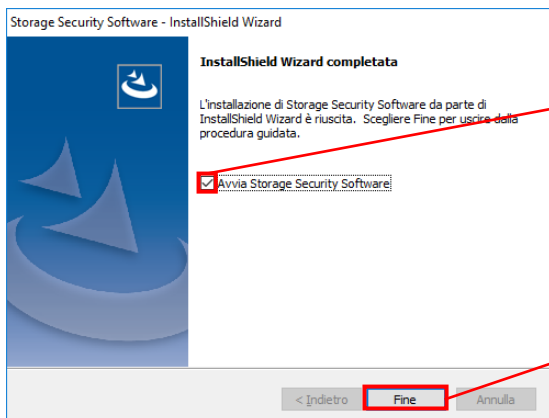 Storage Security Software - InstallShield Wizard
InstallShield Wizard completata
L'installazione di Storage Security Software da parte di
InstallShield Wizard è riuscita.  Scegliere Fine per uscire dalla
procedura guidata.
Avvia Storage Security Software
< Indietro
Fine
Annulla